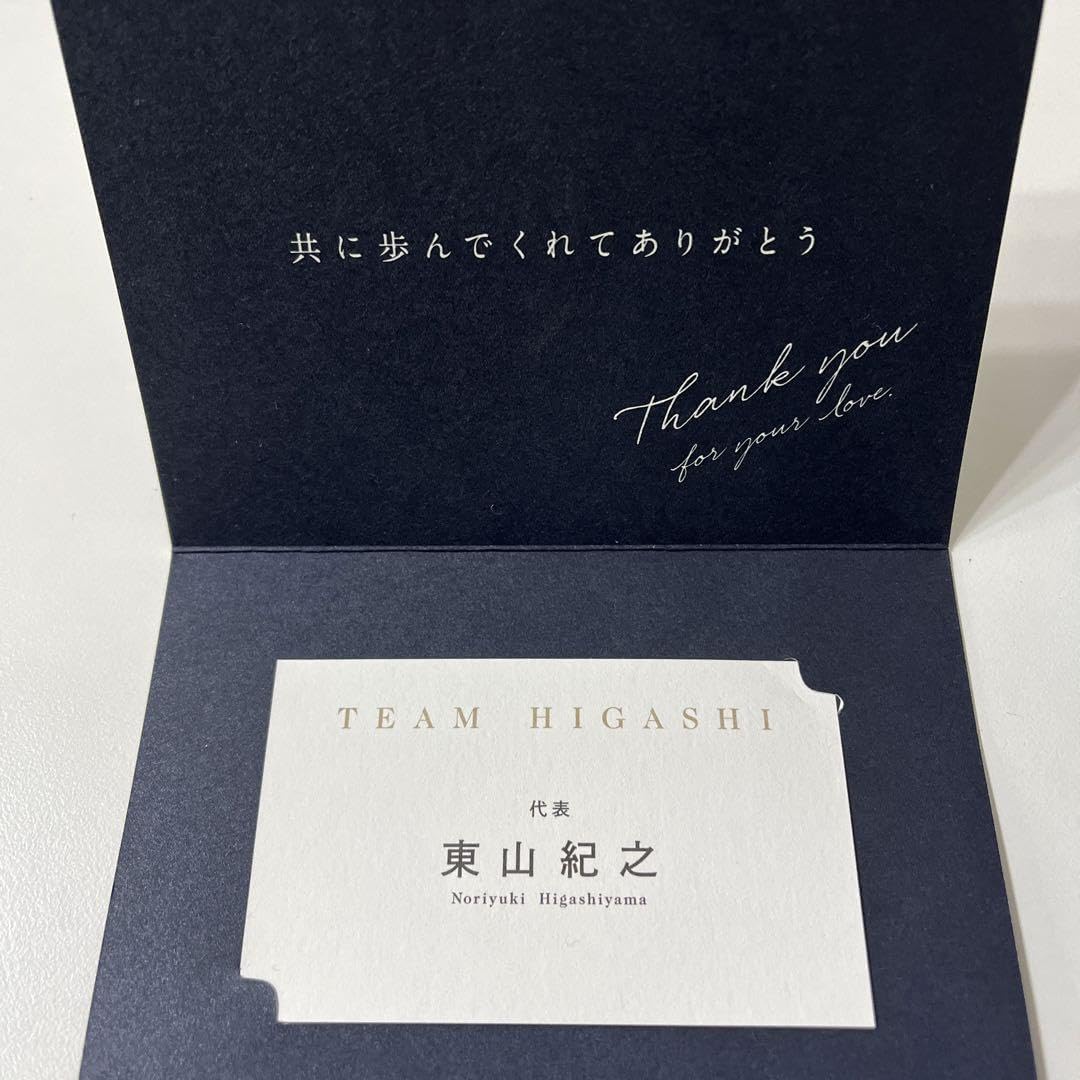 共に歩んでくれてありがとう
Thank you
for your love.
TEAM HIGASHI
代表
東山紀之
Noriyuki Higashiyama